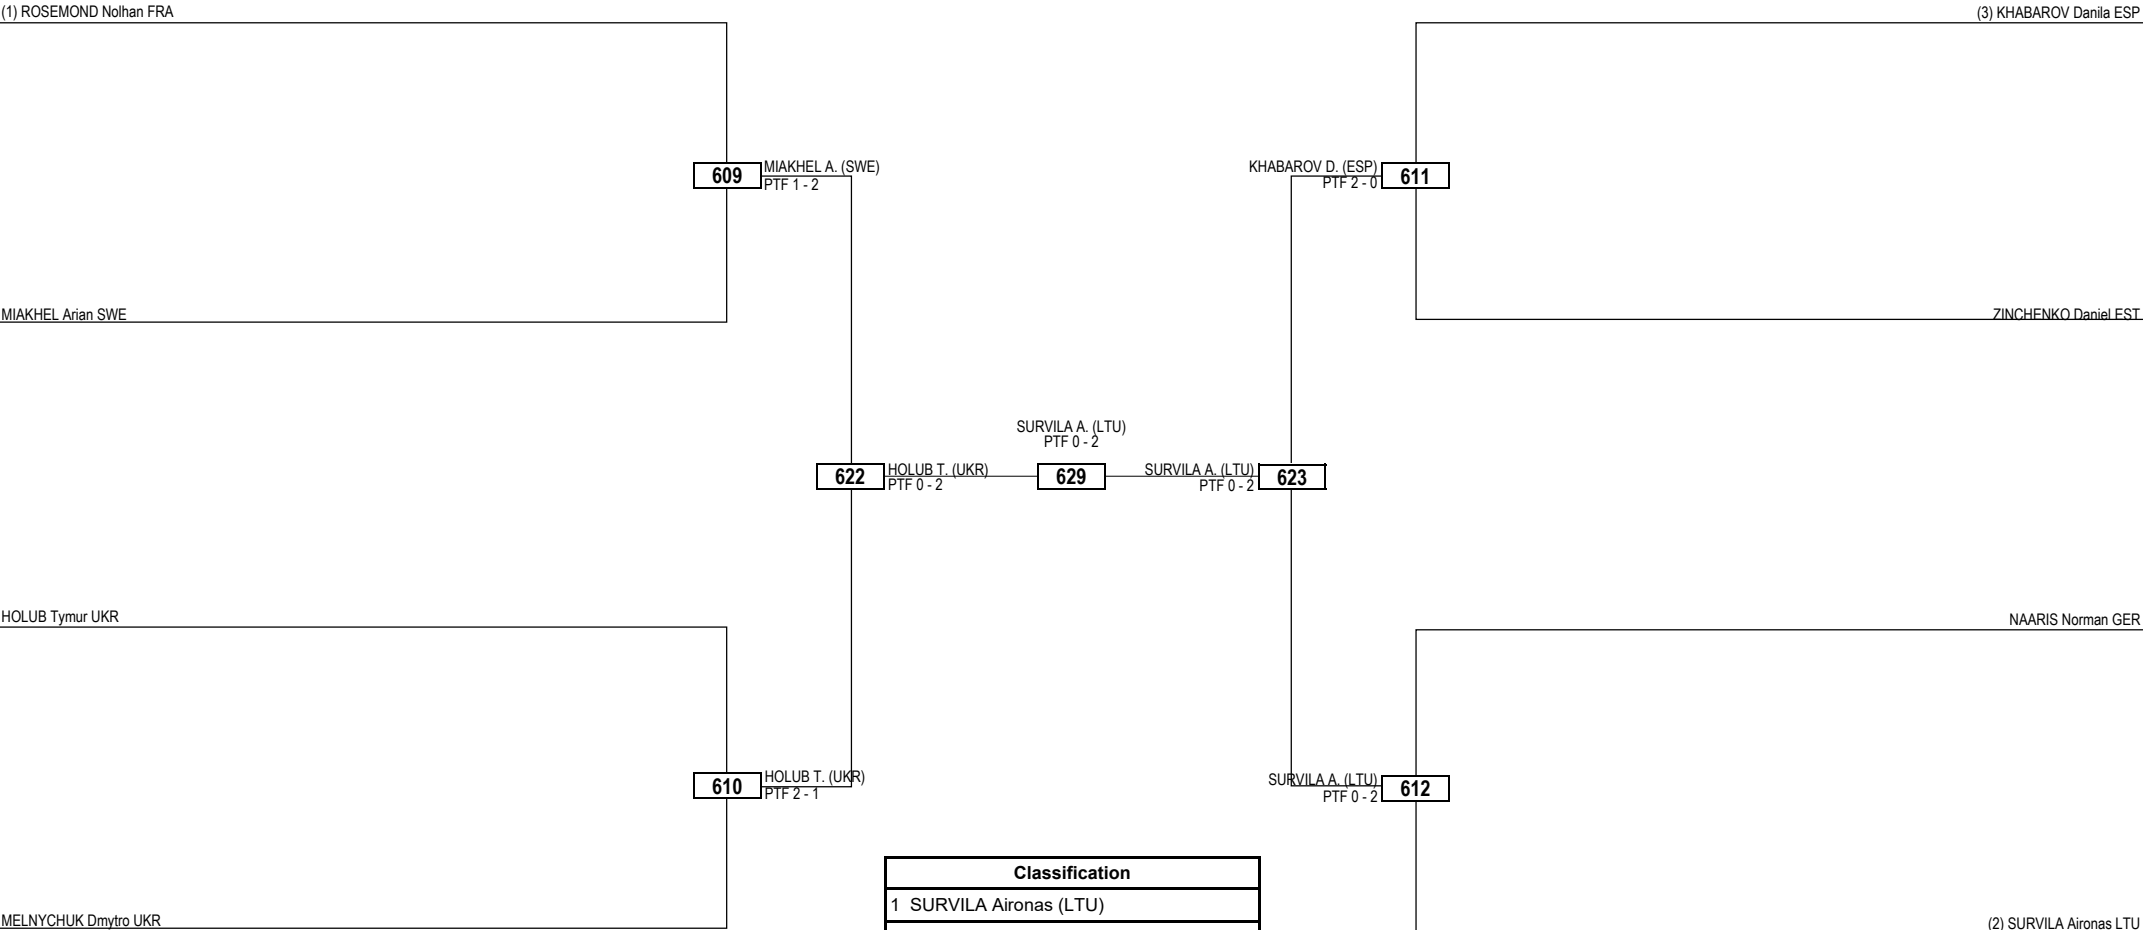 (1) ROSEMOND Nolhan FRA
(3) KHABAROV Danila ESP
609
MIAKHEL A. (SWE)
PTF 1 - 2
KHABAROV D. (ESP)
PTF 2 - 0
611
MIAKHEL Arian SWE
ZINCHENKO Daniel EST
SURVILA A. (LTU)
PTF 0 - 2
622
HOLUB T. (UKR)
PTF 0 - 2
629
SURVILA A. (LTU)
PTF 0 - 2
623
HOLUB Tymur UKR
NAARIS Norman GER
610
HOLUB T. (UKR)
PTF 2 - 1
SURVILA A. (LTU)
PTF 0 - 2
612
Classification
1 SURVILA Aironas (LTU)
MELNYCHUK Dmytro UKR
(2) SURVILA Aironas LTU